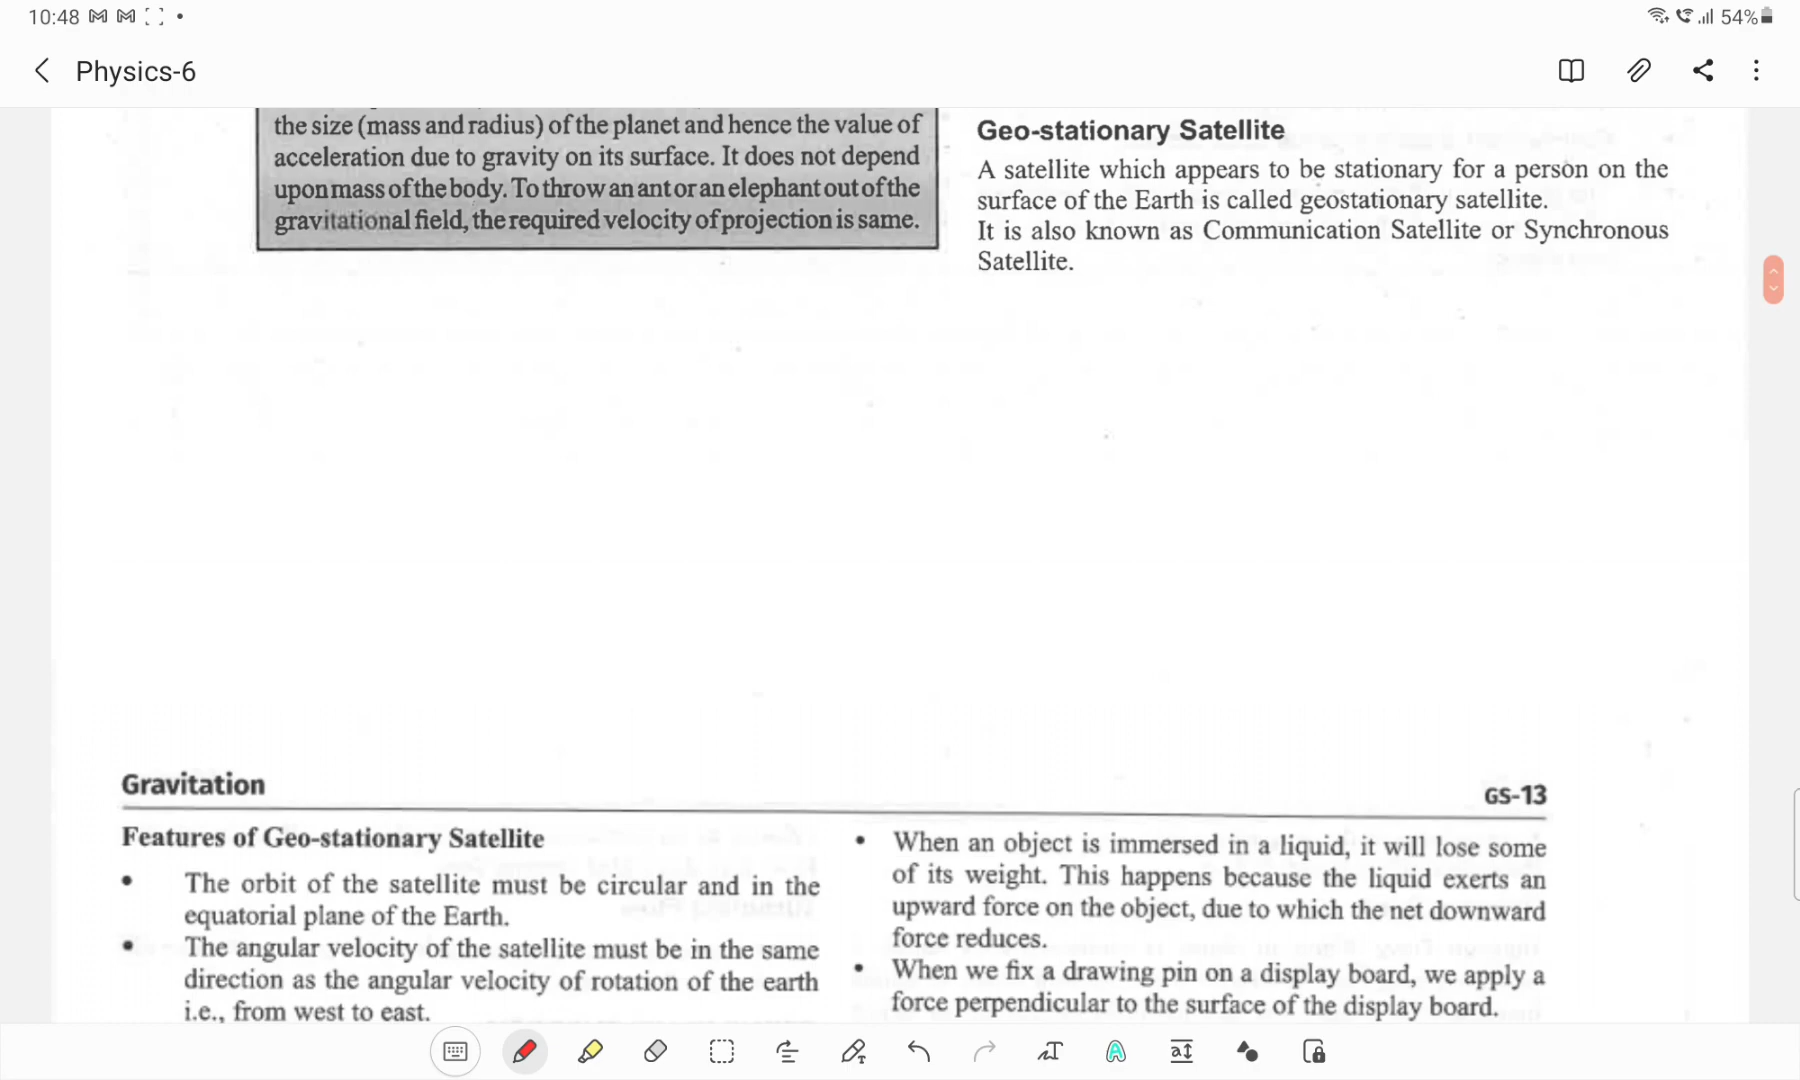 10:48
54%
Physics-6
the size (mass and radius) of the planet and hence the value of
acceleration due to gravity on its surface. It does not depend
upon mass of the body. To throw an ant or an elephant out of the
gravitational field, the required velocity of projection is same.
Geo-stationary Satellite
A satellite which appears to be stationary for a person on the
surface of the Earth is called geostationary satellite.
It is also known as Communication Satellite or Synchronous
Satellite.
Gravitation
GS-13
Features of Geo-stationary Satellite
• The orbit of the satellite must be circular and in the
equatorial plane of the Earth.
• The angular velocity of the satellite must be in the same
direction as the angular velocity of rotation of the earth
i.e., from west to east.
• When an object is immersed in a liquid, it will lose some
of its weight. This happens because the liquid exerts an
upward force on the object, due to which the net downward
force reduces.
• When we fix a drawing pin on a display board, we apply a
force perpendicular to the surface of the display board.